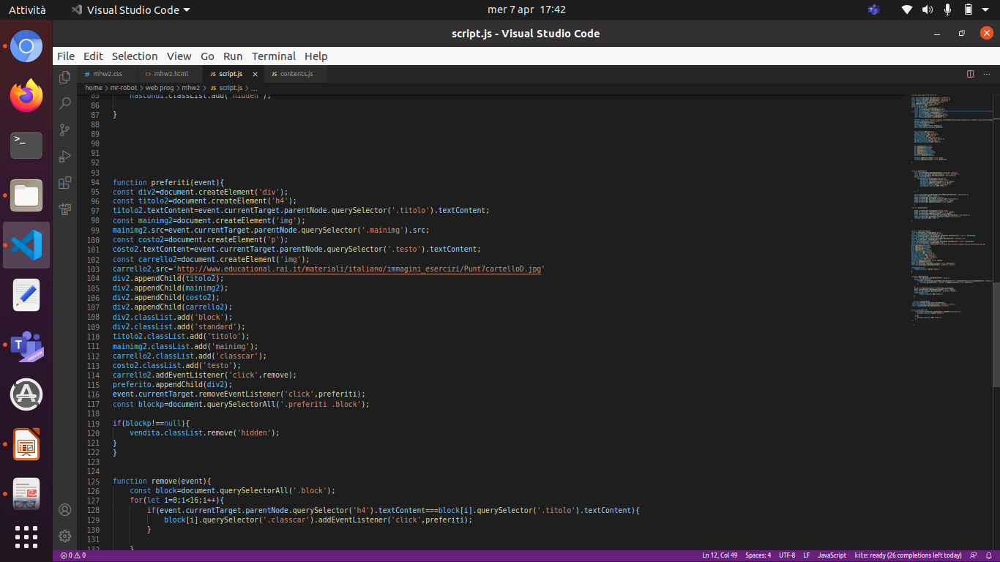 Attività
Visual Studio Code
mer 7 apr 17:42
script.js - Visual Studio Code
File Edit Selection View Go Run Terminal Help
# mhw2.css
<> mhw2.html
JS script.js ×
JS contents.js
home > mr-robot > web prog > mhw2 > JS script.js > ...
85 nascondi.classList.add('hidden');
86
87 }
88
89
90
91
92
93
94 function preferiti(event){
95 const div2=document.createElement('div');
96 const titolo2=document.createElement('h4');
97 titolo2.textContent=event.currentTarget.parentNode.querySelector('.titolo').textContent;
98 const mainimg2=document.createElement('img');
99 mainimg2.src=event.currentTarget.parentNode.querySelector('.mainimg').src;
100 const costo2=document.createElement('p');
101 costo2.textContent=event.currentTarget.parentNode.querySelector('.testo').textContent;
102 const carrello2=document.createElement('img');
103 carrello2.src='http://www.educational.rai.it/materiali/italiano/immagini_esercizi/Punt7cartelloD.jpg'
104 div2.appendChild(titolo2);
105 div2.appendChild(mainimg2);
106 div2.appendChild(costo2);
107 div2.appendChild(carrello2);
108 div2.classList.add('block');
109 div2.classList.add('standard');
110 titolo2.classList.add('titolo');
111 mainimg2.classList.add('mainimg');
112 carrello2.classList.add('classcar');
113 costo2.classList.add('testo');
114 carrello2.addEventListener('click',remove);
115 preferito.appendChild(div2);
116 event.currentTarget.removeEventListener('click',preferiti);
117 const blockp=document.querySelectorAll('.preferiti .block');
118
119 if(blockp!==null){
120 vendita.classList.remove('hidden');
121 }
122 }
123
124
125 function remove(event){
126 const block=document.querySelectorAll('.block');
127 for(let i=0;i<16;i++){
128 if(event.currentTarget.parentNode.querySelector('h4').textContent===block[i].querySelector('.titolo').textContent){
129 block[i].querySelector('.classcar').addEventListener('click',preferiti);
130 }
131
132 }
0 0
Ln 12, Col 49 Spaces: 4 UTF-8 LF JavaScript kite: ready (26 completions left today)